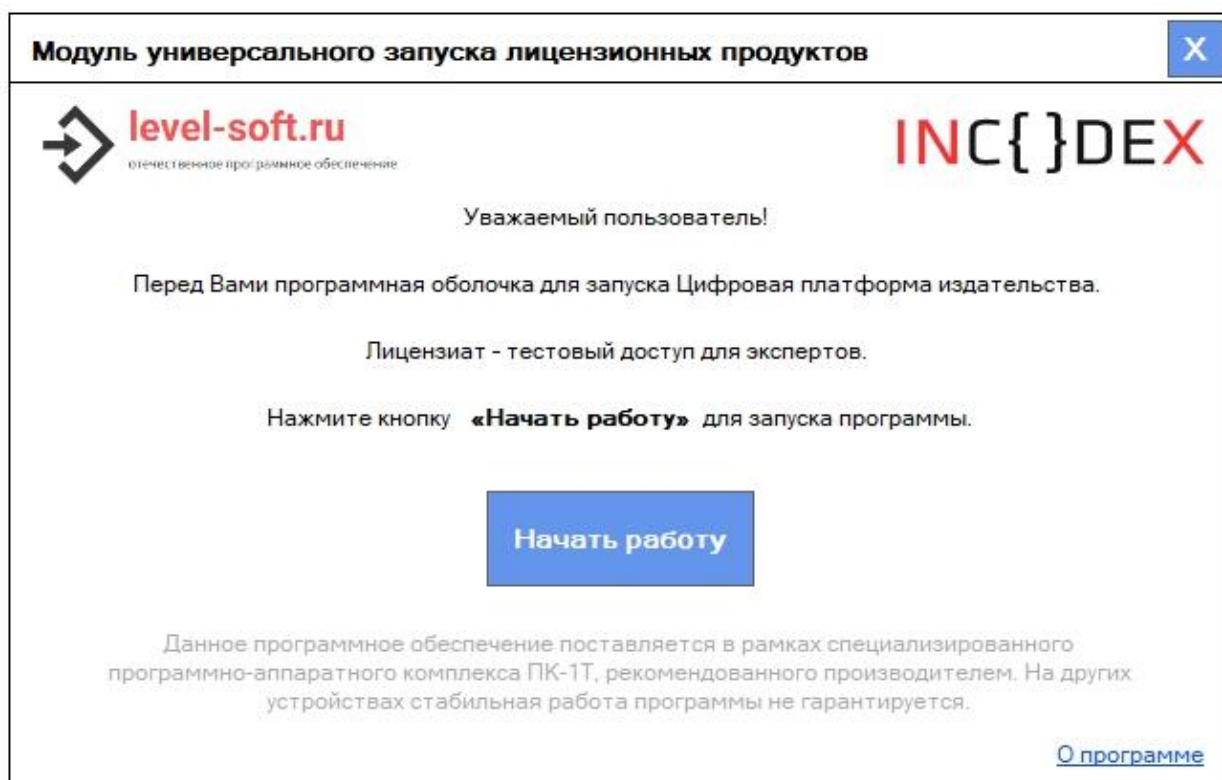 Модуль универсального запуска лицензионных продуктов
X
level-soft.ru
отечественное программное обеспечение
INC{ }DEX
Уважаемый пользователь!
Перед Вами программная оболочка для запуска Цифровая платформа издательства.
Лицензиат - тестовый доступ для экспертов.
Нажмите кнопку «Начать работу» для запуска программы.
Начать работу
Данное программное обеспечение поставляется в рамках специализированного
программно-аппаратного комплекса ПК-1Т, рекомендованного производителем. На других
устройствах стабильная работа программы не гарантируется.
О программе